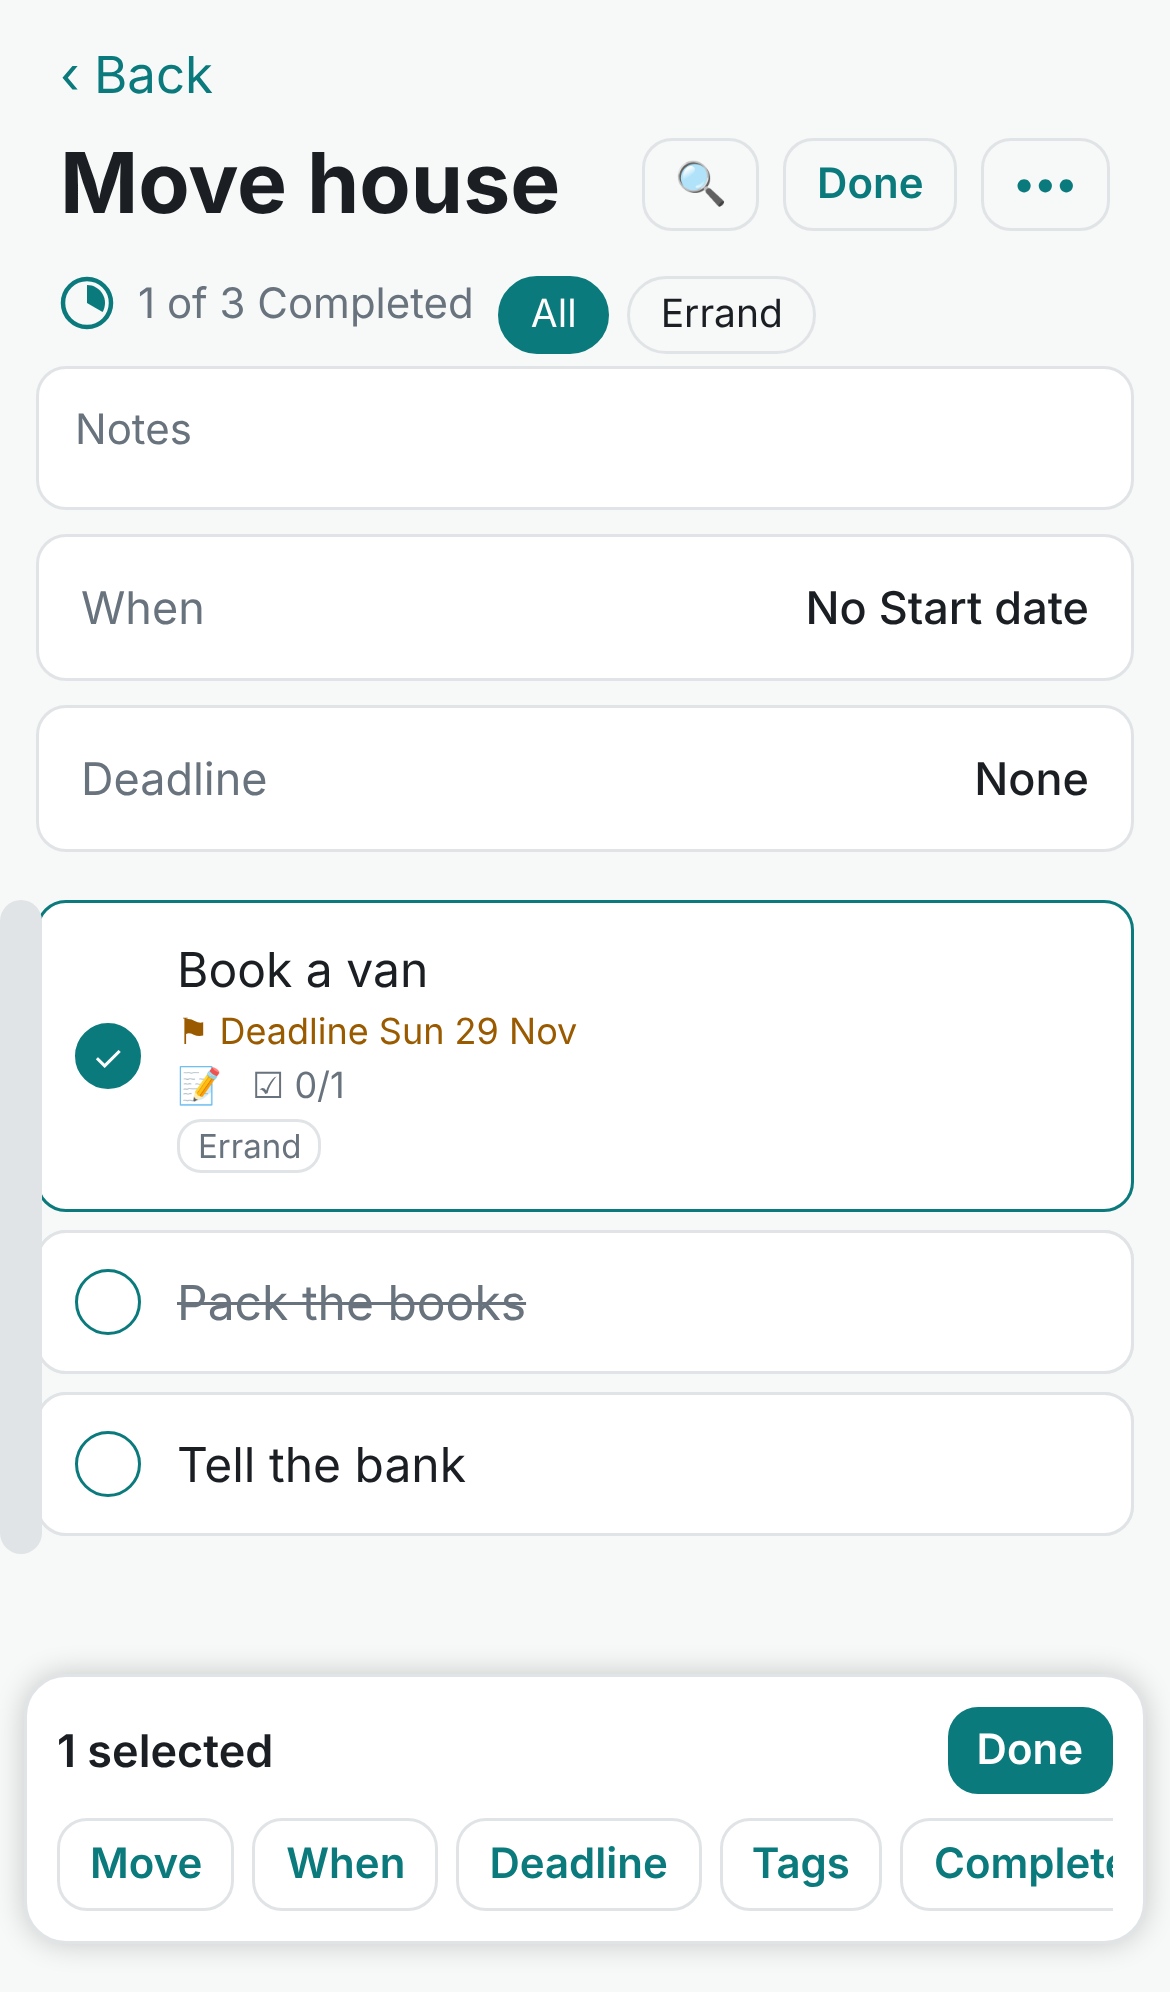 ‹ Back
Move house
Done
1 of 3 Completed
All
Errand
Notes
When
No Start date
Deadline
None
Book a van
Deadline Sun 29 Nov
0/1
Errand
Pack the books
Tell the bank
1 selected
Done
Move
When
Deadline
Tags
Complete